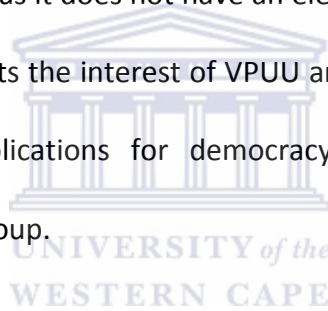 us it does not have an ele
ts the interest of VPUU an
lications for democracy
oup.
UNIVERSITY of the
WESTERN CAPE